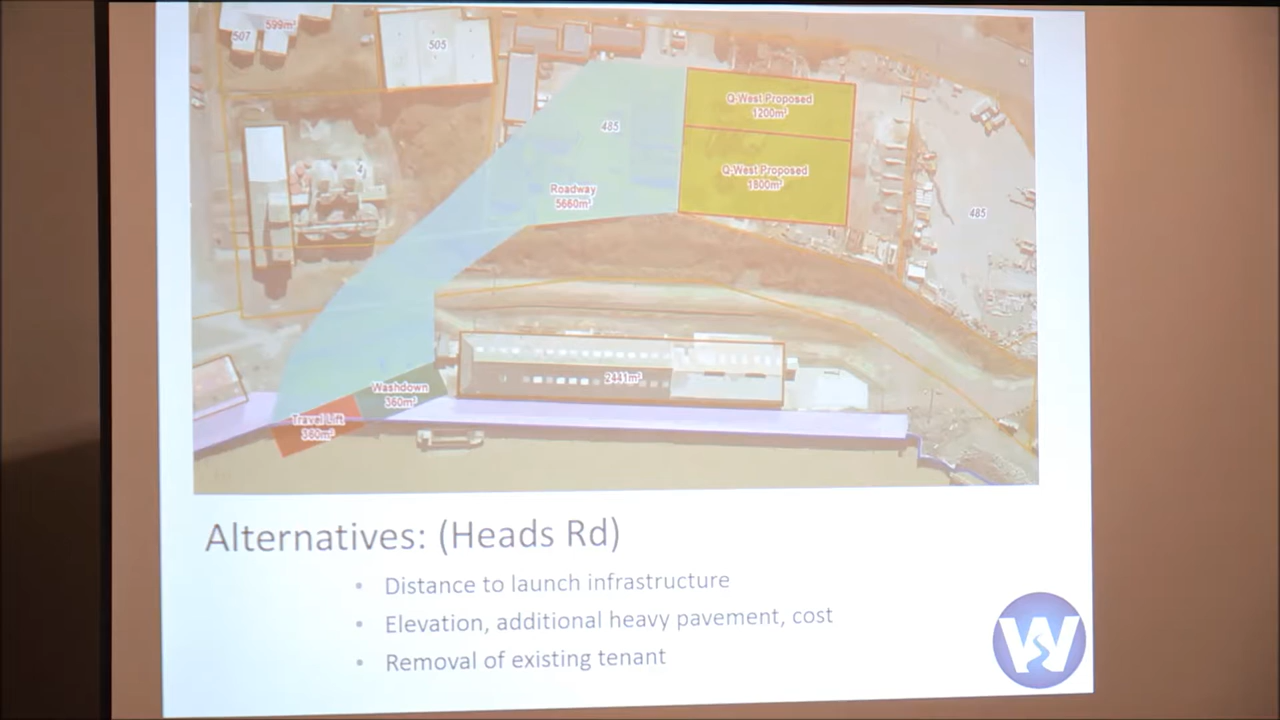 599m²
507
505
Q-West Proposed
1200m²
485
Q-West Proposed
1800m²
Roadway
5660m²
485
2441m²
Washdown
360m²
Travel Lift
360m²
Alternatives: (Heads Rd)
• Distance to launch infrastructure
• Elevation, additional heavy pavement, cost
• Removal of existing tenant
W